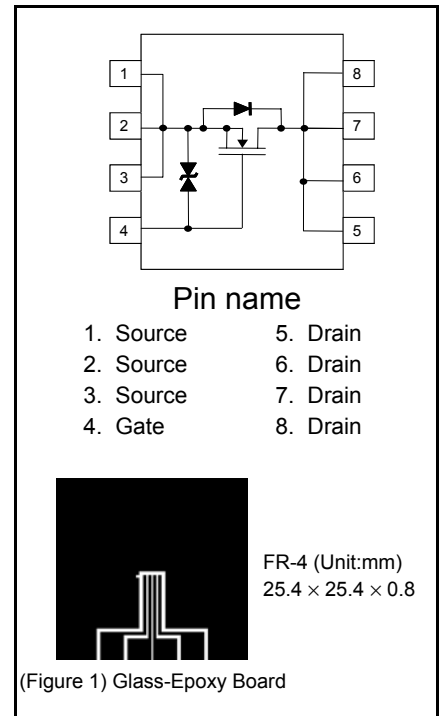 1
2
3
4
8
7
6
5
Pin name
1. Source
2. Source
3. Source
4. Gate
5. Drain
6. Drain
7. Drain
8. Drain
FR-4 (Unit:mm)
25.4 × 25.4 × 0.8
(Figure 1) Glass-Epoxy Board